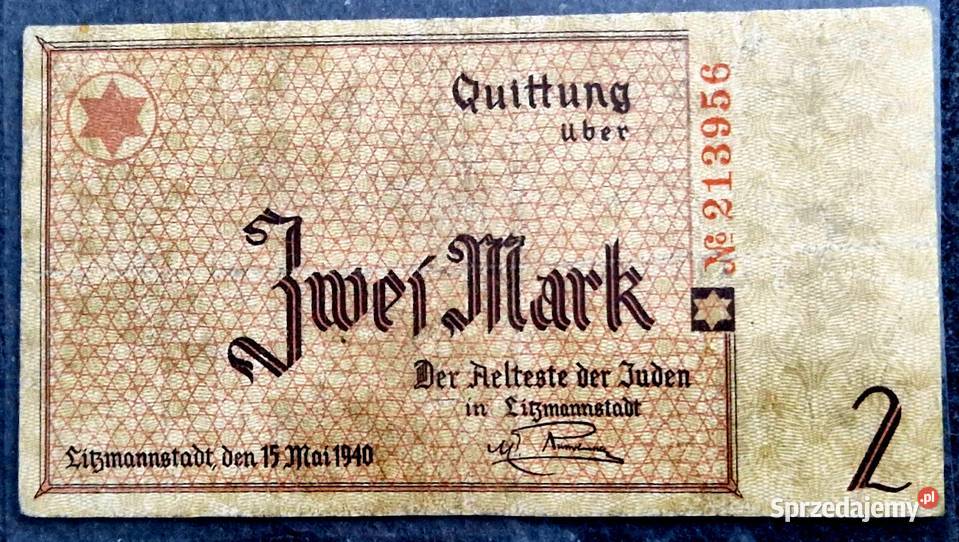 Quittung
über
Zwei Mark
Der Aelteste der Juden
in Litzmannstadt
Litzmannstadt, den 15. Mai 1940
№ 213956
2
Sprzedajemy.pl